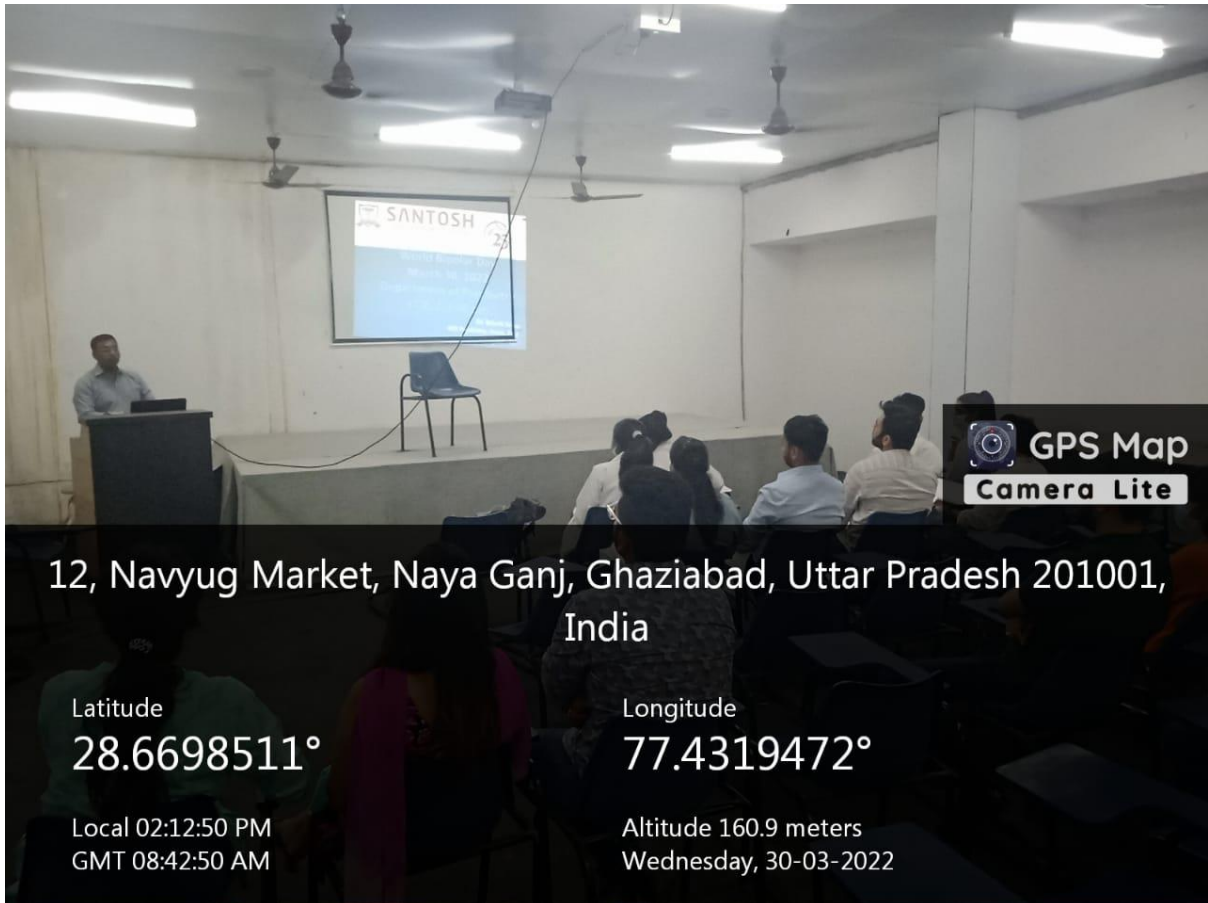 SANTOSH
23
GPS Map
Camera Lite
12, Navyug Market, Naya Ganj, Ghaziabad, Uttar Pradesh 201001,
India
Latitude
28.6698511°
Longitude
77.4319472°
Local 02:12:50 PM
GMT 08:42:50 AM
Altitude 160.9 meters
Wednesday, 30-03-2022